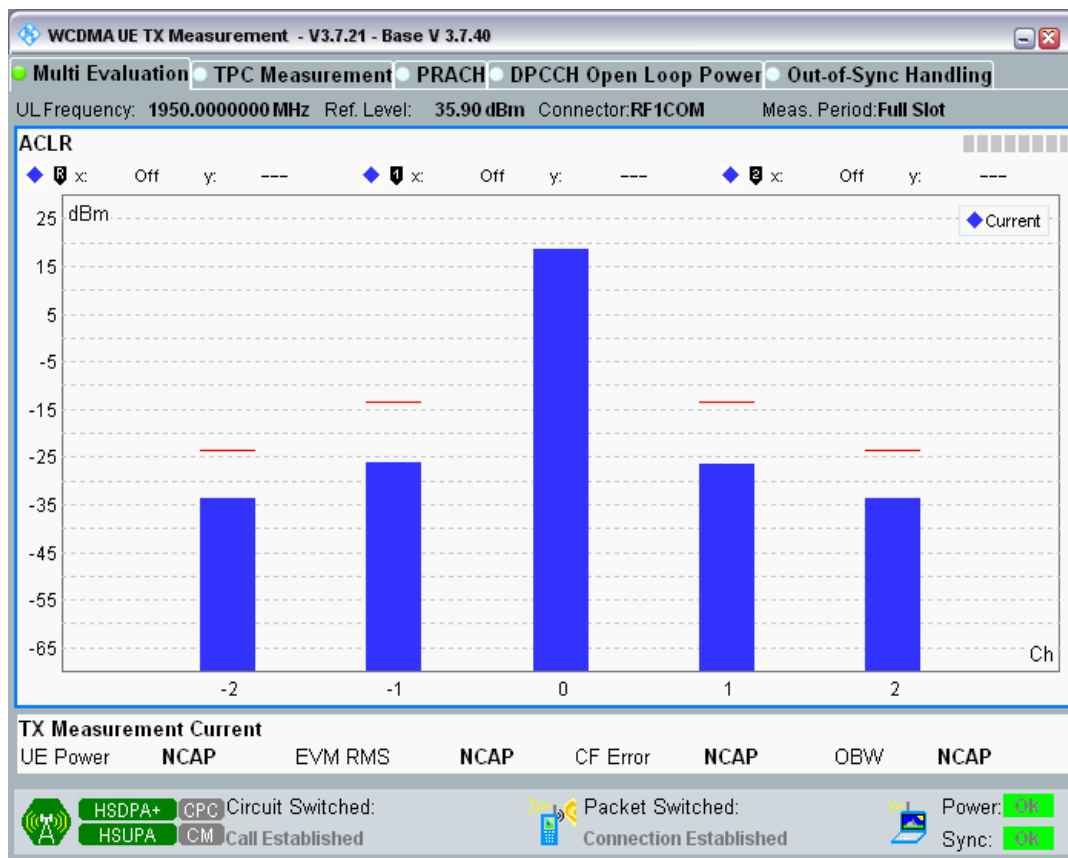 WCDMA UE TX Measurement - V3.7.21 - Base V 3.7.40
Multi Evaluation TPC Measurement PRACH DPCCH Open Loop Power Out-of-Sync Handling
UL Frequency: 1950.0000000 MHz Ref. Level: 35.90 dBm Connector:RF1COM Meas. Period:Full Slot
ACLR
R x: Off y: --- 1 x: Off y: --- 2 x: Off y: ---
dBm
Current
25
15
5
-5
-15
-25
-35
-45
-55
-65
Ch
-2 -1 0 1 2
TX Measurement Current
UE Power NCAP EVM RMS NCAP CF Error NCAP OBW NCAP
HSDPA+ CPC Circuit Switched: Packet Switched: Power: OK
HSUPA CM Call Established Connection Established Sync: OK